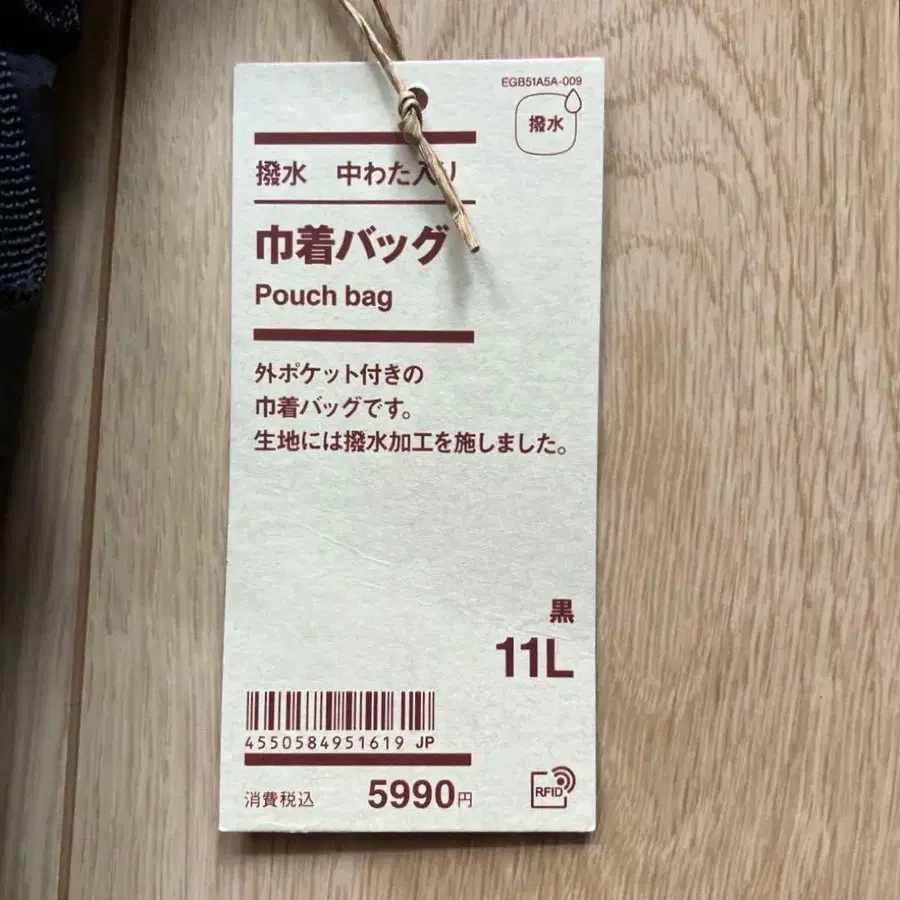 EGB51A5A-009
撥水
撥水 中わた入り
巾着バッグ
Pouch bag
外ポケット付きの
巾着バッグです。
生地には撥水加工を施しました。
黒
11L
4550584951619 JP
消費税込 5990円
RFID